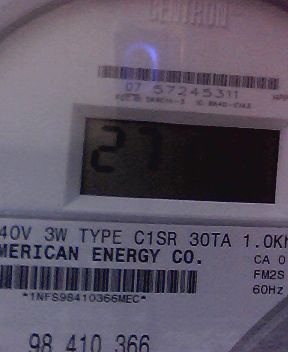 CENTRON
07 57245311
27
40V 3W TYPE C1SR 30TA 1.0K
MERICAN ENERGY CO.
CA 0
FM2S
60Hz
*1NFS98410366MEC*
98 410 366